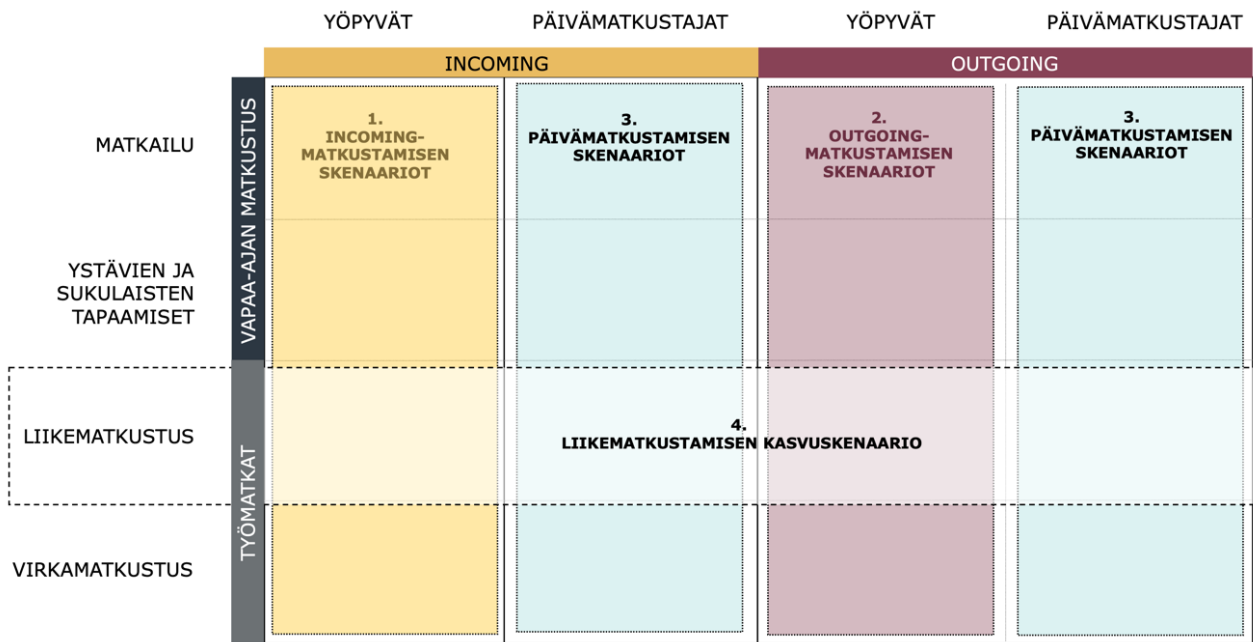 YÖPYVÄT
PÄIVÄMATKUSTAJAT
YÖPYVÄT
PÄIVÄMATKUSTAJAT
INCOMING
OUTGOING
VAPAA-AJAN MATKUSTUS
MATKAILU
1.
INCOMING-
MATKUSTAMISEN
SKENAARIOT
3.
PÄIVÄMATKUSTAMISEN
SKENAARIOT
2.
OUTGOING-
MATKUSTAMISEN
SKENAARIOT
3.
PÄIVÄMATKUSTAMISEN
SKENAARIOT
YSTÄVIEN JA
SUKULAISTEN
TAPAAMISET
TYÖMATKAT
LIIKEMATKUSTUS
4.
LIIKEMATKUSTAMISEN KASVUSKENAARIO
VIRKAMATKUSTUS